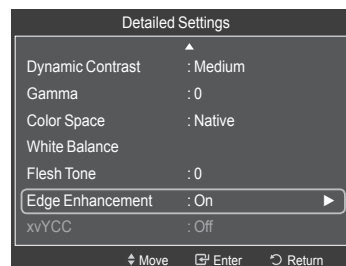 Detailed Settings
Dynamic Contrast : Medium
Gamma : 0
Color Space : Native
White Balance
Flesh Tone : 0
Edge Enhancement : On
xvYCC : Off
Move Enter Return